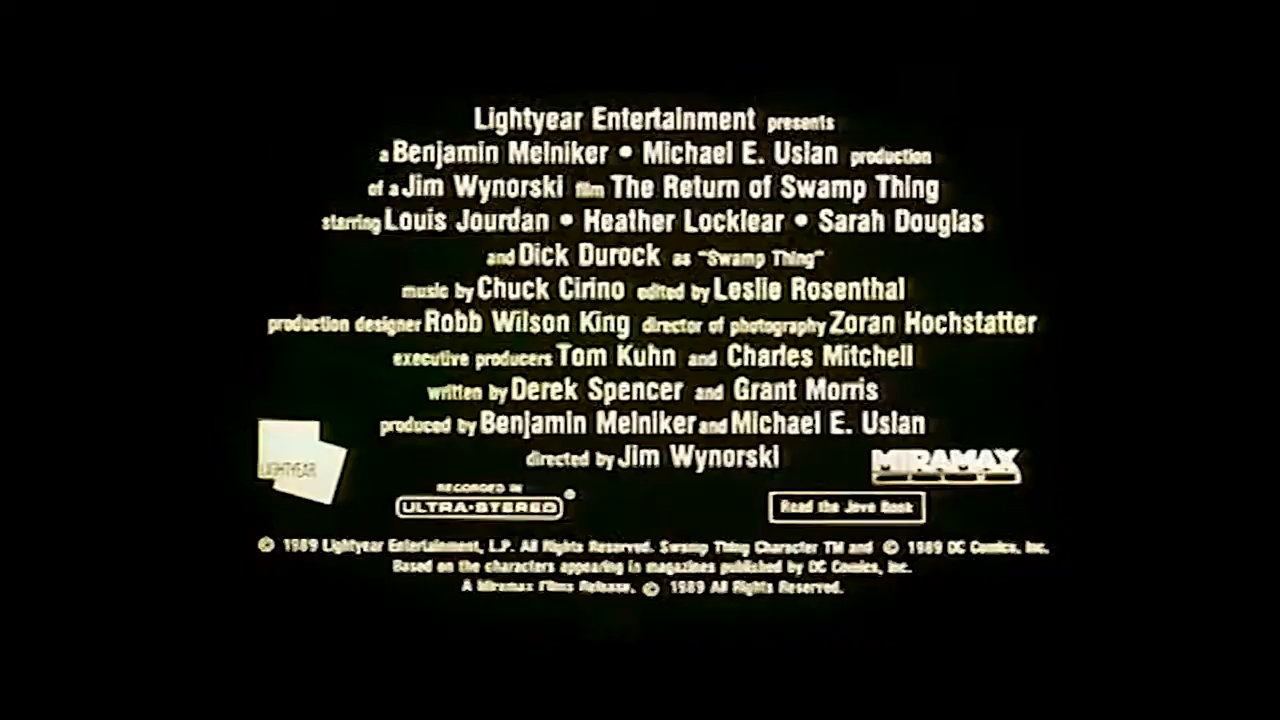 Lightyear Entertainment presents
a Benjamin Melniker • Michael E. Uslan production
of a Jim Wynorski film The Return of Swamp Thing
starring Louis Jourdan • Heather Locklear • Sarah Douglas
and Dick Durock as "Swamp Thing"
music by Chuck Cirino edited by Leslie Rosenthal
production designer Robb Wilson King director of photography Zoran Hochstatter
executive producers Tom Kuhn and Charles Mitchell
written by Derek Spencer and Grant Morris
produced by Benjamin Melniker and Michael E. Uslan
directed by Jim Wynorski
LIGHTYEAR
MIRAMAX
RECORDED IN
ULTRA•STEREO®
Read the Jove Book
© 1989 Lightyear Entertainment, L.P. All Rights Reserved. Swamp Thing Character TM and © 1989 DC Comics, Inc.
Based on the characters appearing in magazines published by DC Comics, Inc.
A Miramax Films Release. © 1989 All Rights Reserved.